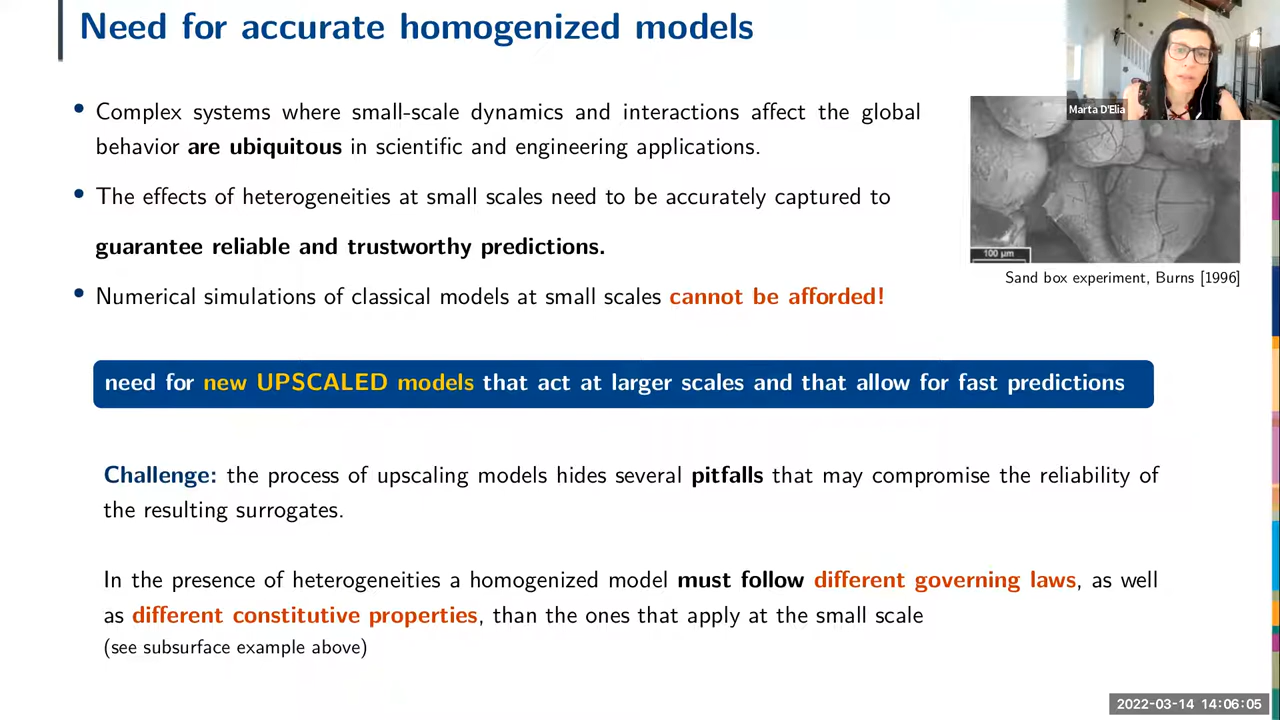 Need for accurate homogenized models
Marta D'Elia
• Complex systems where small-scale dynamics and interactions affect the global
behavior are ubiquitous in scientific and engineering applications.
• The effects of heterogeneities at small scales need to be accurately captured to
guarantee reliable and trustworthy predictions.
100 μm
Sand box experiment, Burns [1996]
• Numerical simulations of classical models at small scales cannot be afforded!
need for new UPSCALED models that act at larger scales and that allow for fast predictions
Challenge: the process of upscaling models hides several pitfalls that may compromise the reliability of
the resulting surrogates.
In the presence of heterogeneities a homogenized model must follow different governing laws, as well
as different constitutive properties, than the ones that apply at the small scale
(see subsurface example above)
2022-03-14 14:06:05